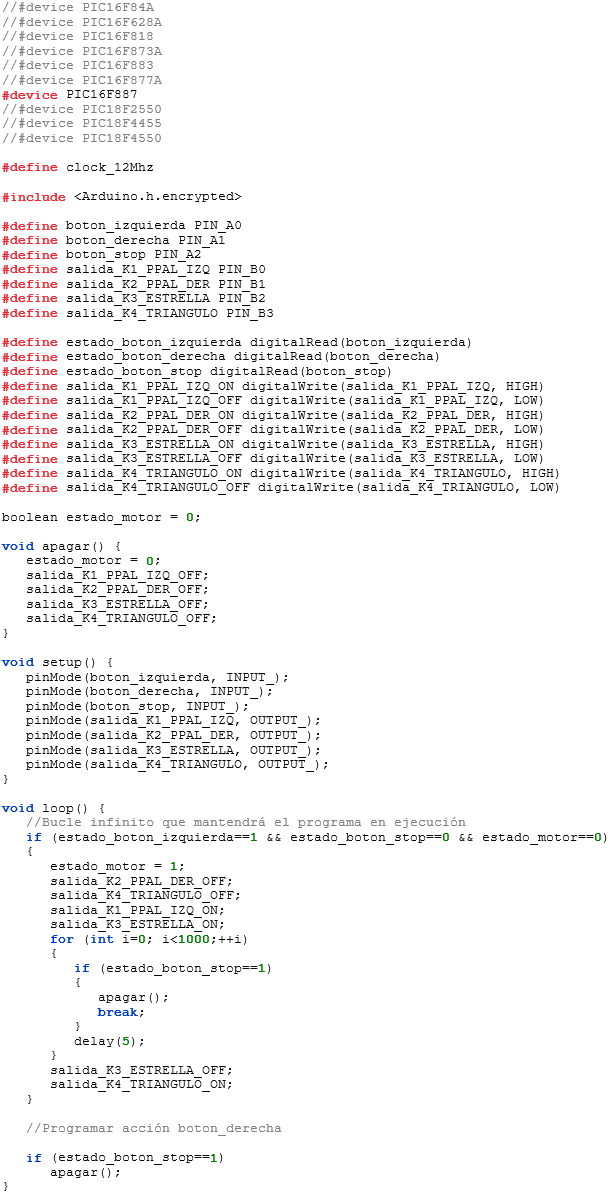 //#device PIC16F84A
//#device PIC16F628A
//#device PIC16F818
//#device PIC16F873A
//#device PIC16F883
//#device PIC16F877A
#device PIC16F887
//#device PIC18F2550
//#device PIC18F4455
//#device PIC18F4550

#define clock_12Mhz

#include <Arduino.h.encrypted>

#define boton_izquierda PIN_A0
#define boton_derecha PIN_A1
#define boton_stop PIN_A2
#define salida_K1_PPAL_IZQ PIN_B0
#define salida_K2_PPAL_DER PIN_B1
#define salida_K3_ESTRELLA PIN_B2
#define salida_K4_TRIANGULO PIN_B3

#define estado_boton_izquierda digitalRead(boton_izquierda)
#define estado_boton_derecha digitalRead(boton_derecha)
#define estado_boton_stop digitalRead(boton_stop)
#define salida_K1_PPAL_IZQ_ON digitalWrite(salida_K1_PPAL_IZQ, HIGH)
#define salida_K1_PPAL_IZQ_OFF digitalWrite(salida_K1_PPAL_IZQ, LOW)
#define salida_K2_PPAL_DER_ON digitalWrite(salida_K2_PPAL_DER, HIGH)
#define salida_K2_PPAL_DER_OFF digitalWrite(salida_K2_PPAL_DER, LOW)
#define salida_K3_ESTRELLA_ON digitalWrite(salida_K3_ESTRELLA, HIGH)
#define salida_K3_ESTRELLA_OFF digitalWrite(salida_K3_ESTRELLA, LOW)
#define salida_K4_TRIANGULO_ON digitalWrite(salida_K4_TRIANGULO, HIGH)
#define salida_K4_TRIANGULO_OFF digitalWrite(salida_K4_TRIANGULO, LOW)

boolean estado_motor = 0;

void apagar() {
   estado_motor = 0;
   salida_K1_PPAL_IZQ_OFF;
   salida_K2_PPAL_DER_OFF;
   salida_K3_ESTRELLA_OFF;
   salida_K4_TRIANGULO_OFF;
}

void setup() {
   pinMode(boton_izquierda, INPUT_);
   pinMode(boton_derecha, INPUT_);
   pinMode(boton_stop, INPUT_);
   pinMode(salida_K1_PPAL_IZQ, OUTPUT_);
   pinMode(salida_K2_PPAL_DER, OUTPUT_);
   pinMode(salida_K3_ESTRELLA, OUTPUT_);
   pinMode(salida_K4_TRIANGULO, OUTPUT_);
}

void loop() {
   //Bucle infinito que mantendrá el programa en ejecución
   if (estado_boton_izquierda==1 && estado_boton_stop==0 && estado_motor==0)
   {
      estado_motor = 1;
      salida_K2_PPAL_DER_OFF;
      salida_K4_TRIANGULO_OFF;
      salida_K1_PPAL_IZQ_ON;
      salida_K3_ESTRELLA_ON;
      for (int i=0; i<1000;++i)
      {
         if (estado_boton_stop==1)
         {
            apagar();
            break;
         }
         delay(5);
      }
      salida_K3_ESTRELLA_OFF;
      salida_K4_TRIANGULO_ON;
   }

   //Programar acción boton_derecha

   if (estado_boton_stop==1)
      apagar();
}